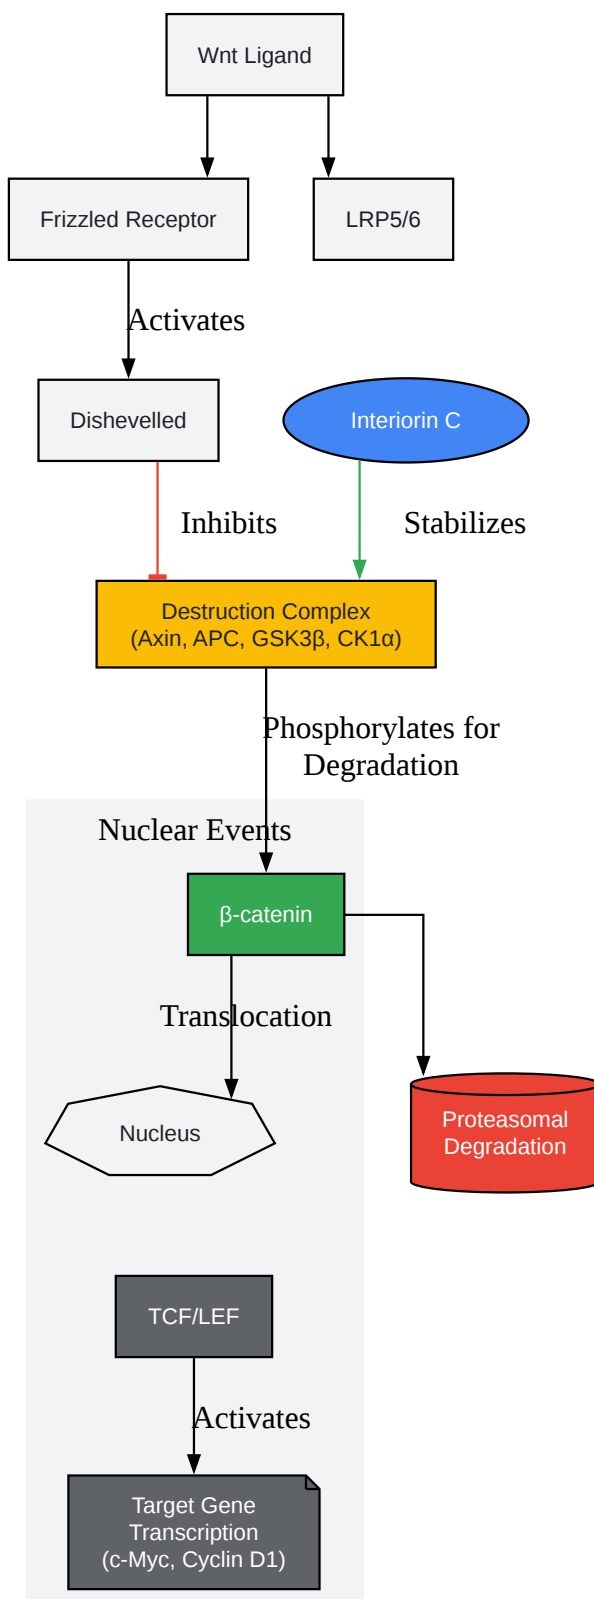 Wnt Ligand
Frizzled Receptor
LRP5/6
Activates
Dishevelled
Interiorin C
Inhibits
Stabilizes
Destruction Complex
(Axin, APC, GSK3β, CK1α)
Phosphorylates for
Degradation
Nuclear Events
β-catenin
Translocation
Nucleus
Proteasomal
Degradation
TCF/LEF
Activates
Target Gene
Transcription
(c-Myc, Cyclin D1)